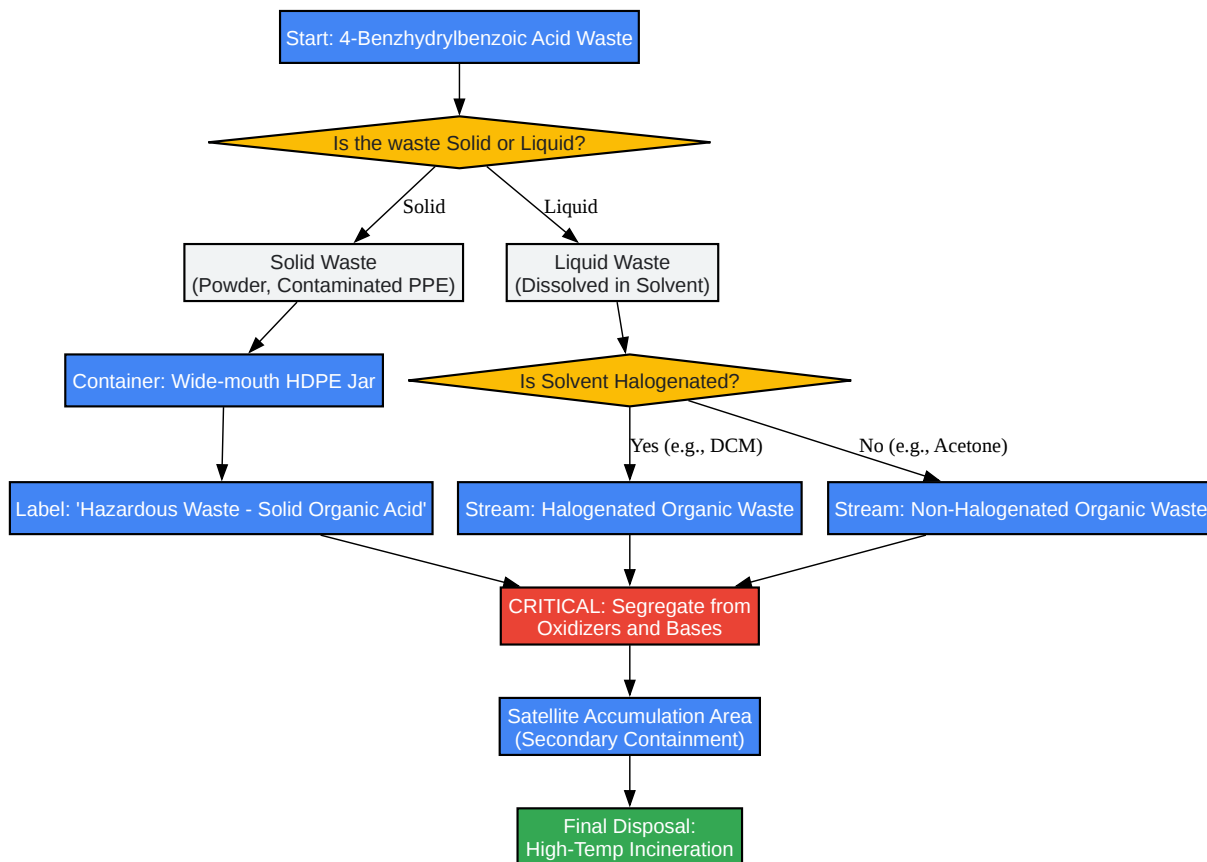 Start: 4-Benzhydrylbenzoic Acid Waste
Is the waste Solid or Liquid?
Solid
Liquid
Solid Waste
(Powder, Contaminated PPE)
Liquid Waste
(Dissolved in Solvent)
Container: Wide-mouth HDPE Jar
Is Solvent Halogenated?
Yes (e.g., DCM)
No (e.g., Acetone)
Label: 'Hazardous Waste - Solid Organic Acid'
Stream: Halogenated Organic Waste
Stream: Non-Halogenated Organic Waste
CRITICAL: Segregate from
Oxidizers and Bases
Satellite Accumulation Area
(Secondary Containment)
Final Disposal:
High-Temp Incineration